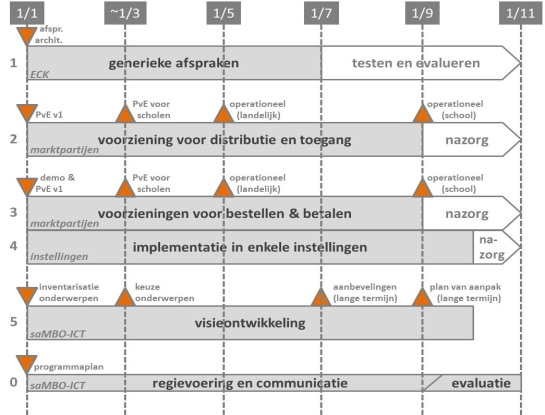 1/1 ~1/3 1/5 1/7 1/9 1/11
afspr.
archit.
1 generieke afspraken testen en evalueren
ECK
PvE v1 PvE voor scholen operationeel (landelijk) operationeel (school)
2 voorziening voor distributie en toegang nazorg
marktpartijen
demo & PvE v1 PvE voor scholen operationeel (landelijk) operationeel (school)
3 voorzieningen voor bestellen & betalen nazorg
marktpartijen
4 implementatie in enkele instellingen na-
zorg
instellingen
inventarisatie onderwerpen keuze onderwerpen aanbevelingen (lange termijn) plan van aanpak (lange termijn)
5 visieontwikkeling
saMBO-ICT
programmaplan
0 saMBO-ICT regievoering en communicatie evaluatie